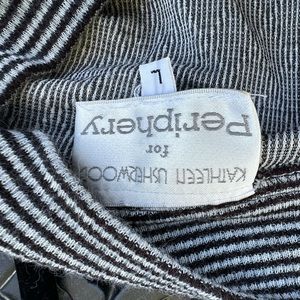 KATHLEEN USHERWOOD
for
Periphery
L